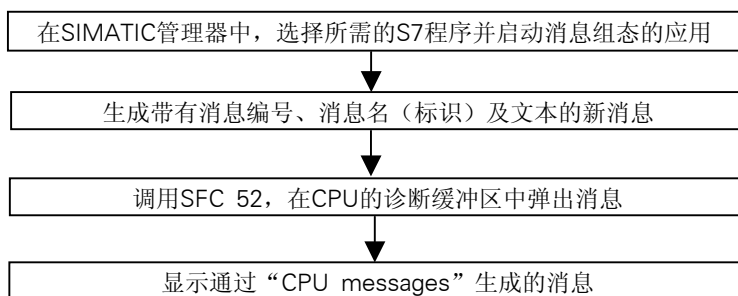 在SIMATIC管理器中，选择所需的S7程序并启动消息组态的应用
生成带有消息编号、消息名（标识）及文本的新消息
调用SFC 52，在CPU的诊断缓冲区中弹出消息
显示通过“CPU messages”生成的消息